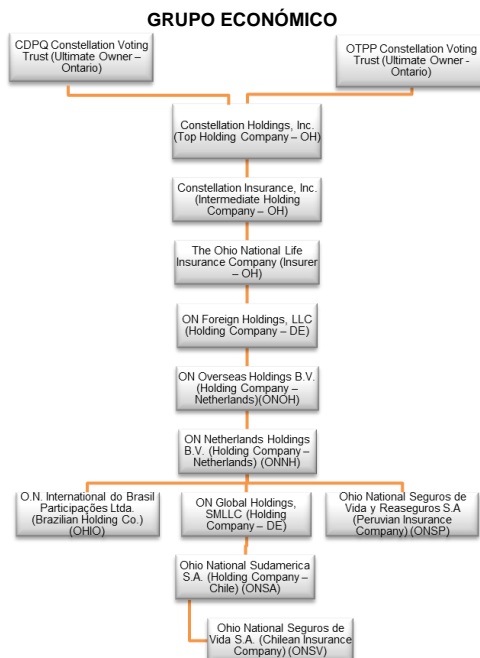 GRUPO ECONÓMICO
CDPQ Constellation Voting
Trust (Ultimate Owner –
Ontario)
OTPP Constellation Voting
Trust (Ultimate Owner -
Ontario)
Constellation Holdings, Inc.
(Top Holding Company – OH)
Constellation Insurance, Inc.
(Intermediate Holding
Company – OH)
The Ohio National Life
Insurance Company (Insurer
– OH)
ON Foreign Holdings, LLC
(Holding Company – DE)
ON Overseas Holdings B.V.
(Holding Company –
Netherlands)(ONOH)
ON Netherlands Holdings
B.V. (Holding Company –
Netherlands) (ONNH)
O.N. International do Brasil
Participações Ltda.
(Brazilian Holding Co.)
(OHIO)
ON Global Holdings,
SMLLC (Holding
Company – DE)
Ohio National Seguros de
Vida y Reaseguros S.A
(Peruvian Insurance
Company) (ONSP)
Ohio National Sudamerica
S.A. (Holding Company –
Chile) (ONSA)
Ohio National Seguros de
Vida S.A. (Chilean Insurance
Company) (ONSV)